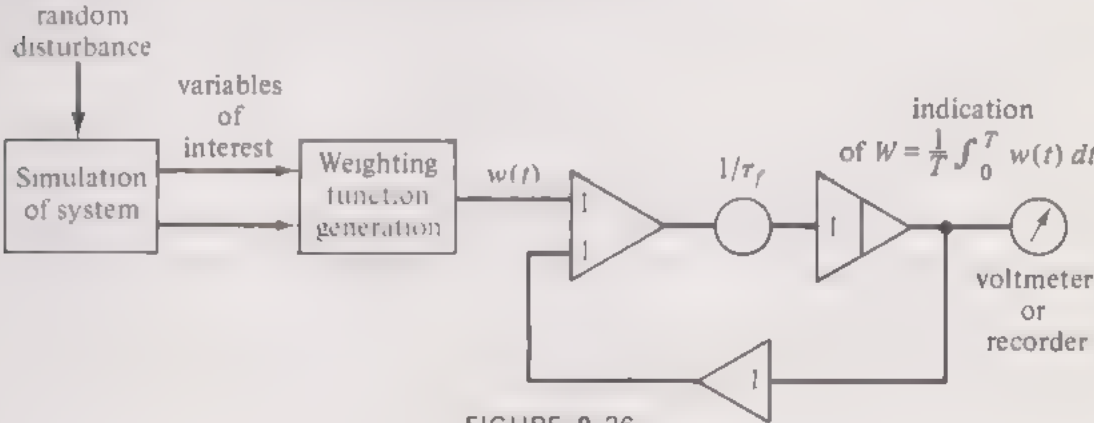 random
disturbance
variables
of
interest
Simulation
of system
Weighting
function
generation
w(t)
1
1
1/τ_f
1
indication
of W = 1/T ∫_0^T w(t) dt
voltmeter
or
recorder
1
FIGURE 9-26